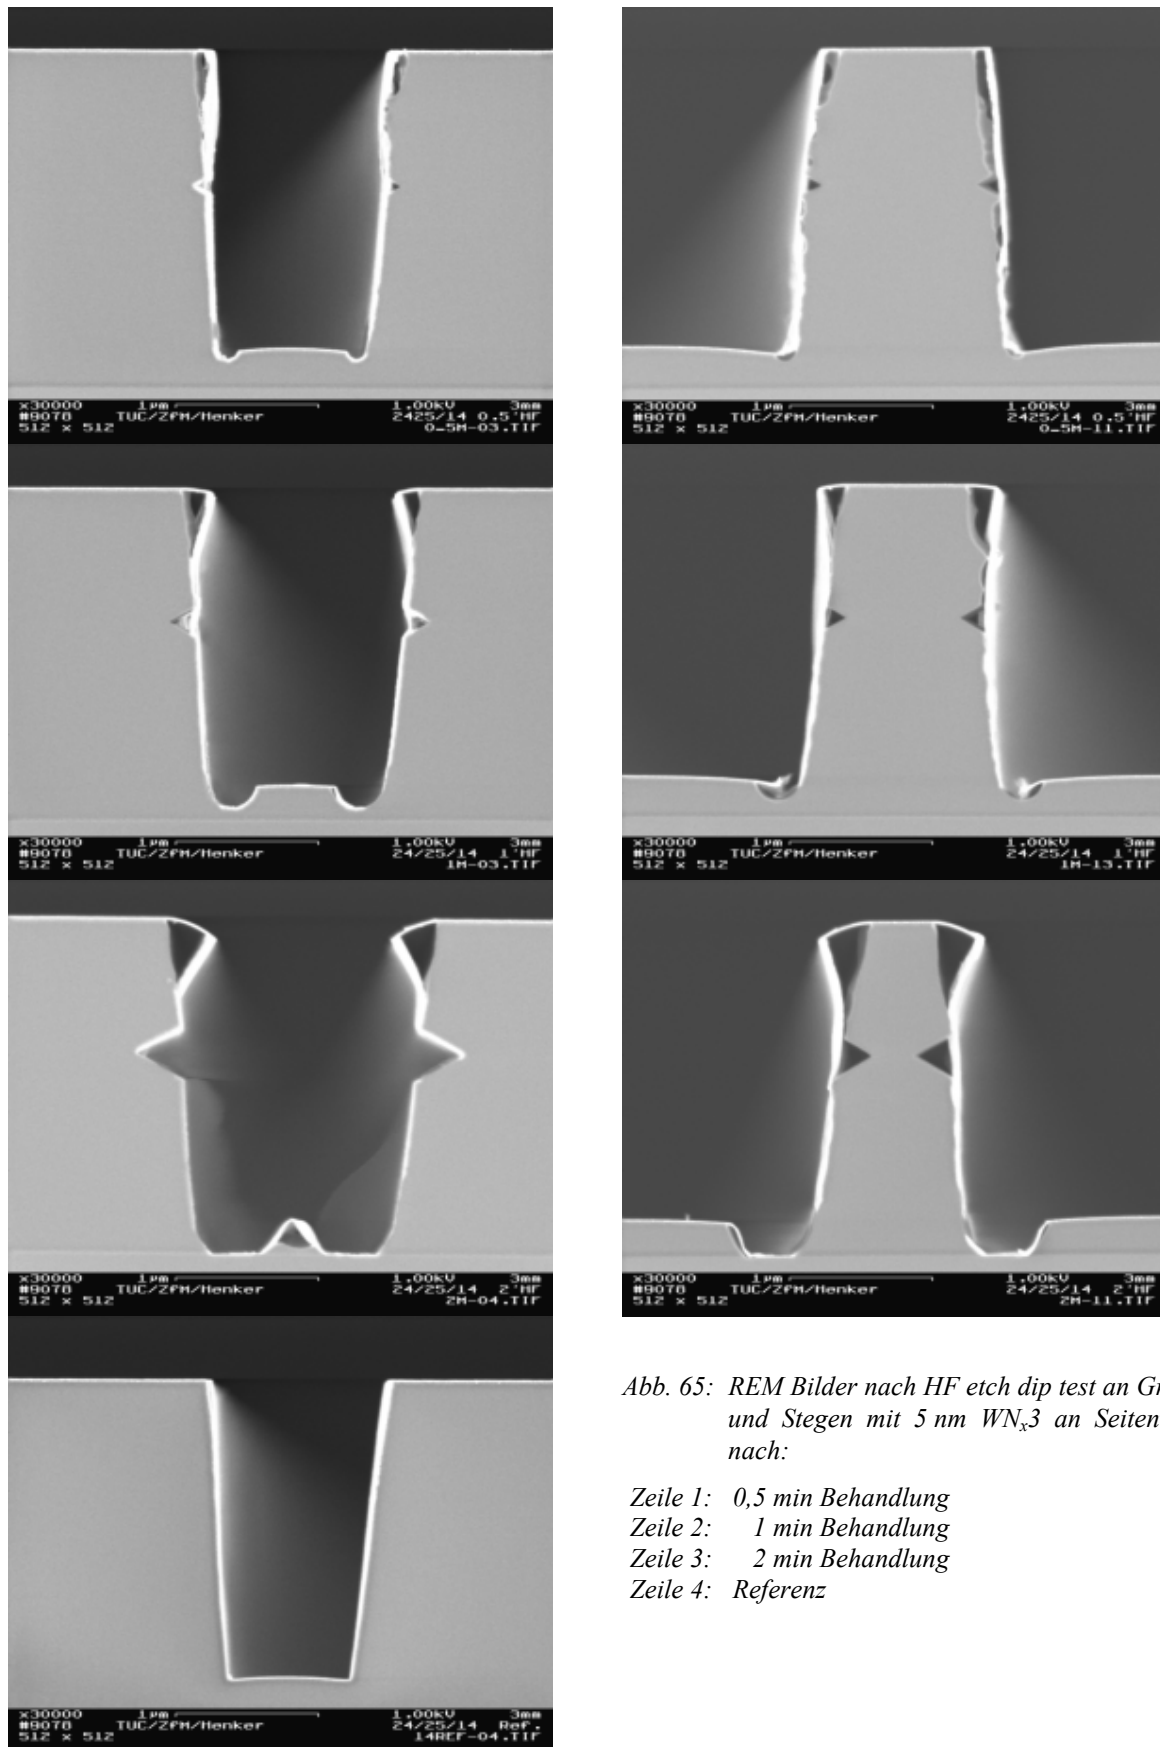 x30000 1µm 1.00kV 3mm
#9078 TUC/ZfM/Henker 2425/14 0.5'HF
512 x 512 0-5M-03.TIF
x30000 1µm 1.00kV 3mm
#9078 TUC/ZfM/Henker 2425/14 0.5'HF
512 x 512 0-5M-11.TIF
x30000 1µm 1.00kV 3mm
#9078 TUC/ZfM/Henker 24/25/14 1'HF
512 x 512 1M-03.TIF
x30000 1µm 1.00kV 3mm
#9078 TUC/ZfM/Henker 24/25/14 1'HF
512 x 512 1M-13.TIF
x30000 1µm 1.00kV 3mm
#9078 TUC/ZfM/Henker 24/25/14 2'HF
512 x 512 2M-04.TIF
x30000 1µm 1.00kV 3mm
#9078 TUC/ZfM/Henker 24/25/14 2'HF
512 x 512 2M-11.TIF
Abb. 65: REM Bilder nach HF etch dip test an
und Stegen mit 5 nm WNx3 an Seiten
nach:
Zeile 1: 0,5 min Behandlung
Zeile 2: 1 min Behandlung
Zeile 3: 2 min Behandlung
Zeile 4: Referenz
x30000 1µm 1.00kV 3mm
#9078 TUC/ZfM/Henker 24/25/14 Ref.
512 x 512 14REF-04.TIF